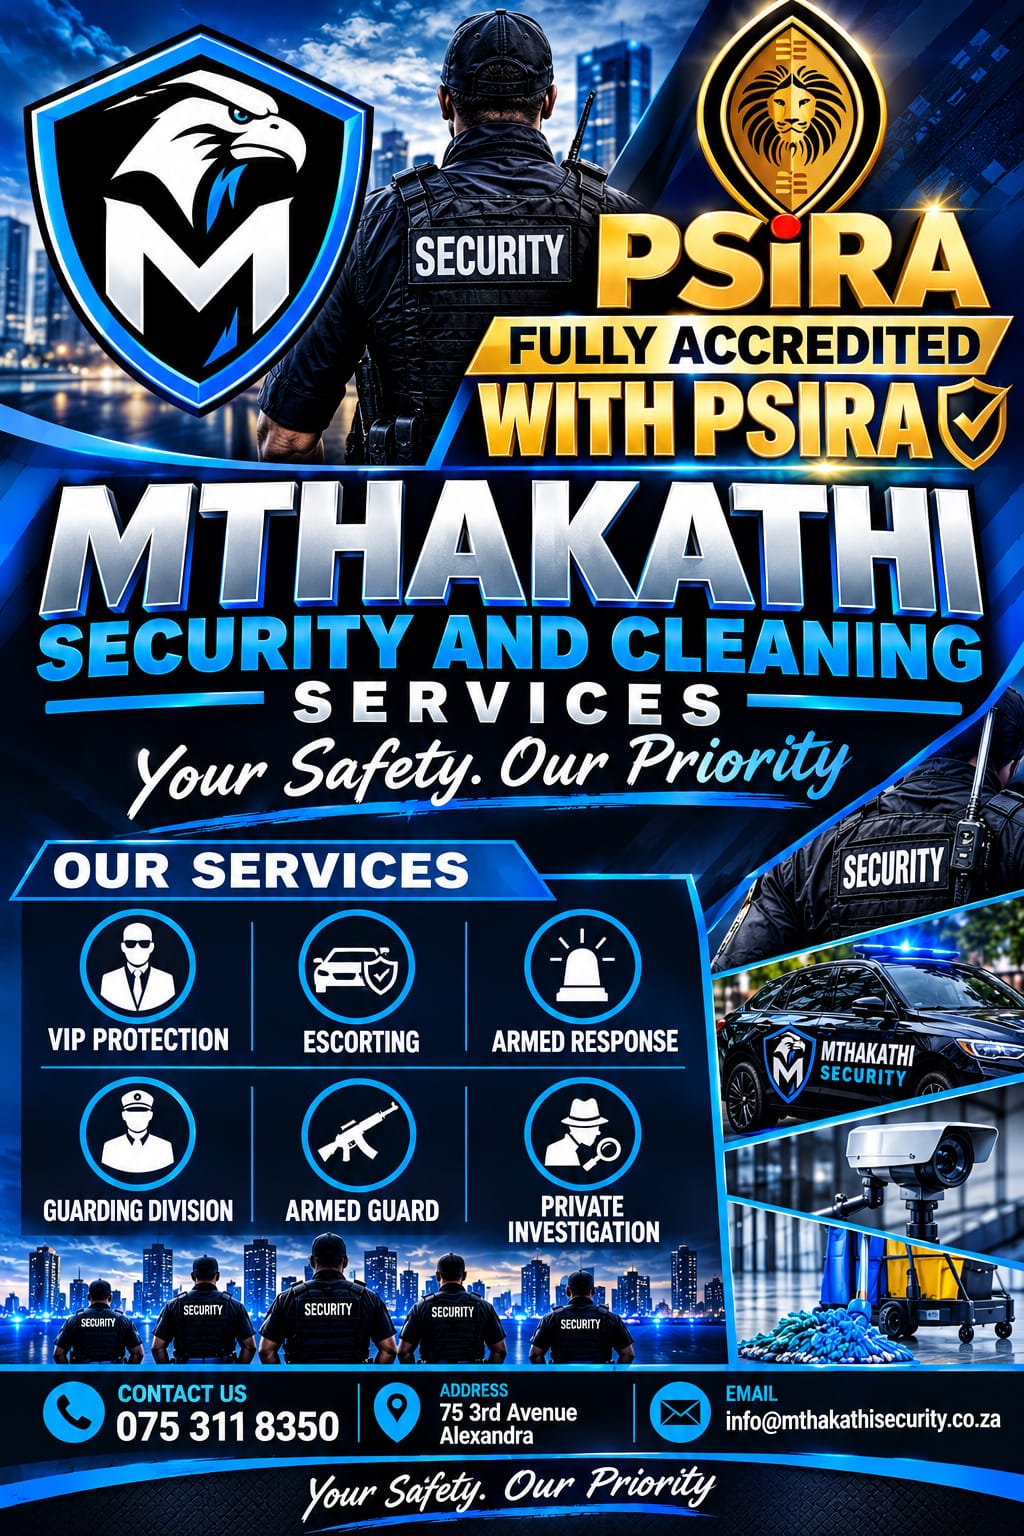 M
SECURITY
PSiRA
FULLY ACCREDITED
WITH PSIRA
MTHAKATHI
SECURITY AND CLEANING
SERVICES
Your Safety. Our Priority
OUR SERVICES
VIP PROTECTION
ESCORTING
ARMED RESPONSE
GUARDING DIVISION
ARMED GUARD
PRIVATE
INVESTIGATION
SECURITY
M
MTHAKATHI
SECURITY
SECURITY
SECURITY
SECURITY
SECURITY
SECURITY
CONTACT US
075 311 8350
ADDRESS
75 3rd Avenue
Alexandra
EMAIL
info@mthakathisecurity.co.za
Your Safety. Our Priority